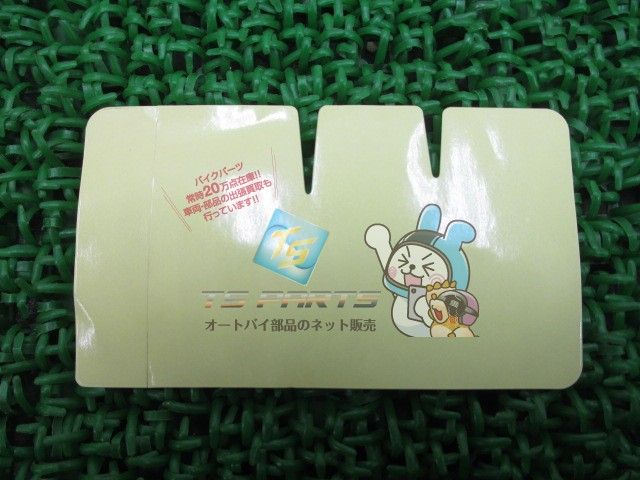 バイクパーツ
常時20万点在庫!!
車両・部品の出張買取も
行っています!!
TS
TS PARTS
オートバイ部品のネット販売